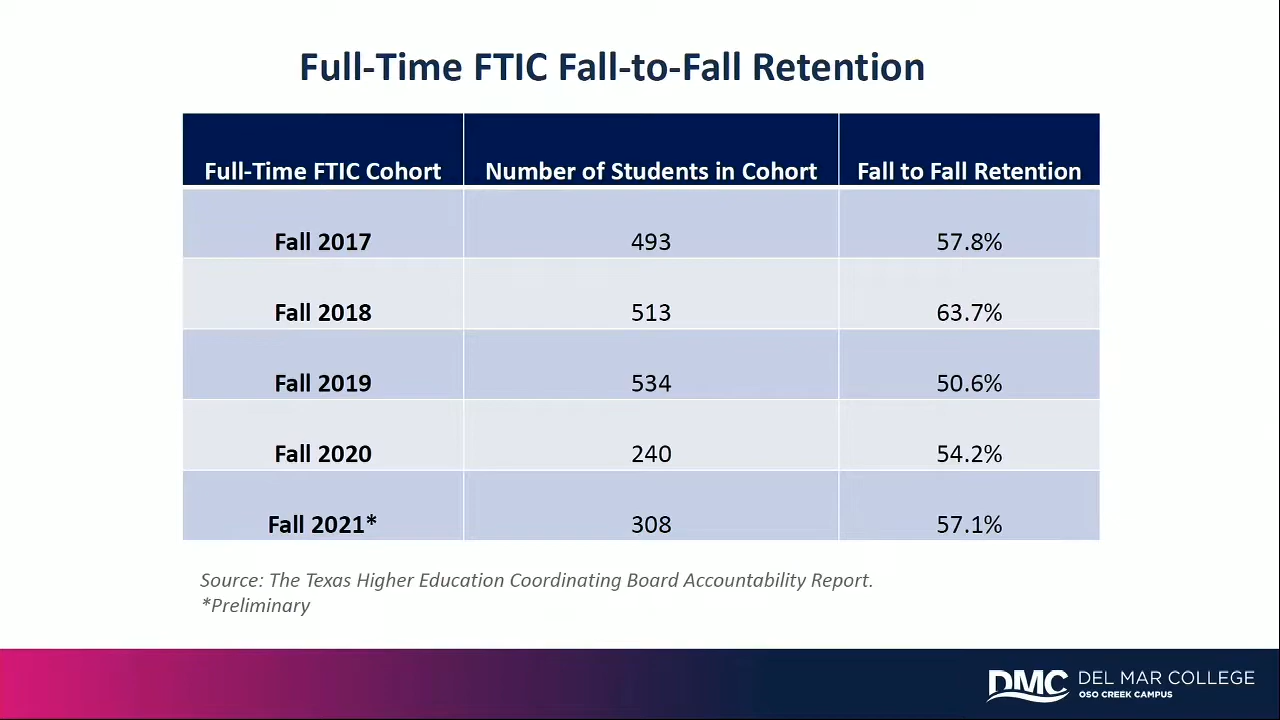 Full-Time FTIC Fall-to-Fall Retention
Full-Time FTIC Cohort Number of Students in Cohort Fall to Fall Retention
Fall 2017 493 57.8%
Fall 2018 513 63.7%
Fall 2019 534 50.6%
Fall 2020 240 54.2%
Fall 2021* 308 57.1%
Source: The Texas Higher Education Coordinating Board Accountability Report.
*Preliminary
DMC DEL MAR COLLEGE
OSO CREEK CAMPUS